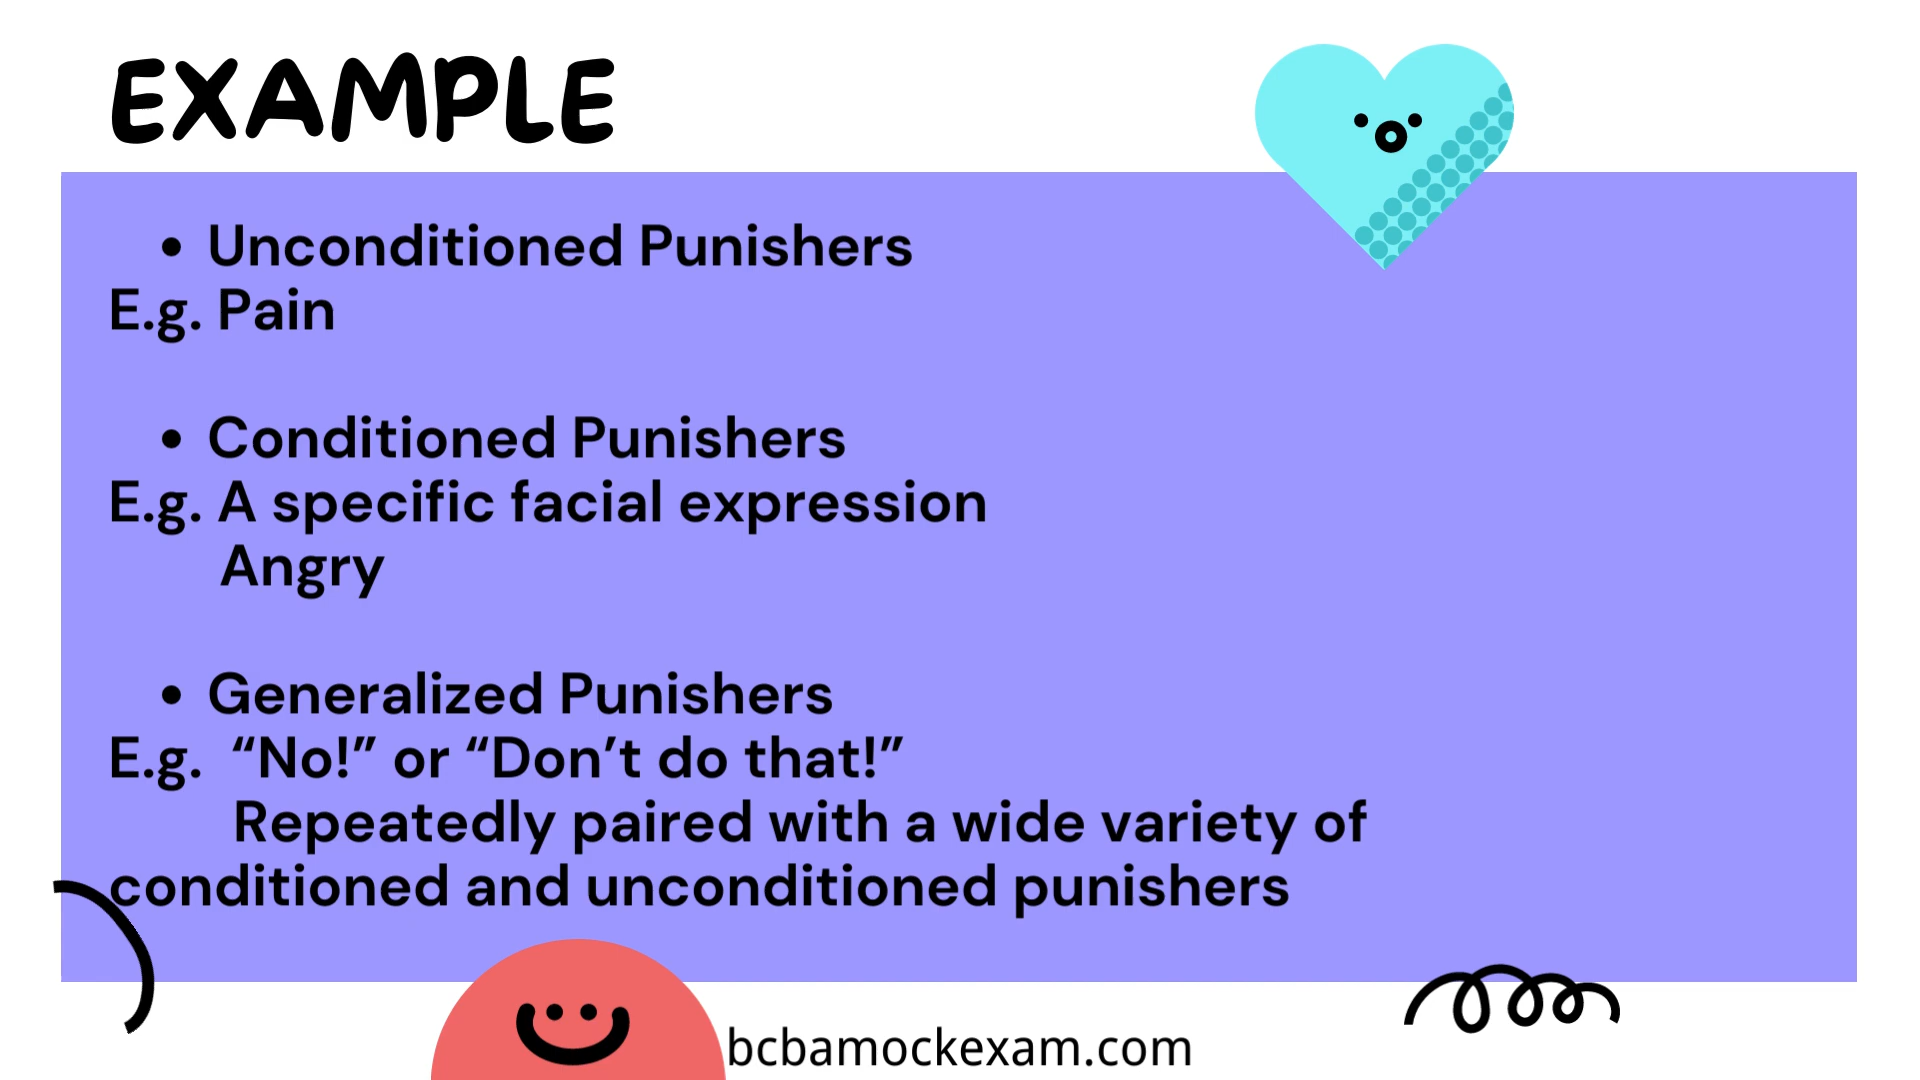 EXAMPLE
• Unconditioned Punishers
E.g. Pain
• Conditioned Punishers
E.g. A specific facial expression
Angry
• Generalized Punishers
E.g. “No!” or “Don’t do that!”
Repeatedly paired with a wide variety of
conditioned and unconditioned punishers
bcbamockexam.com